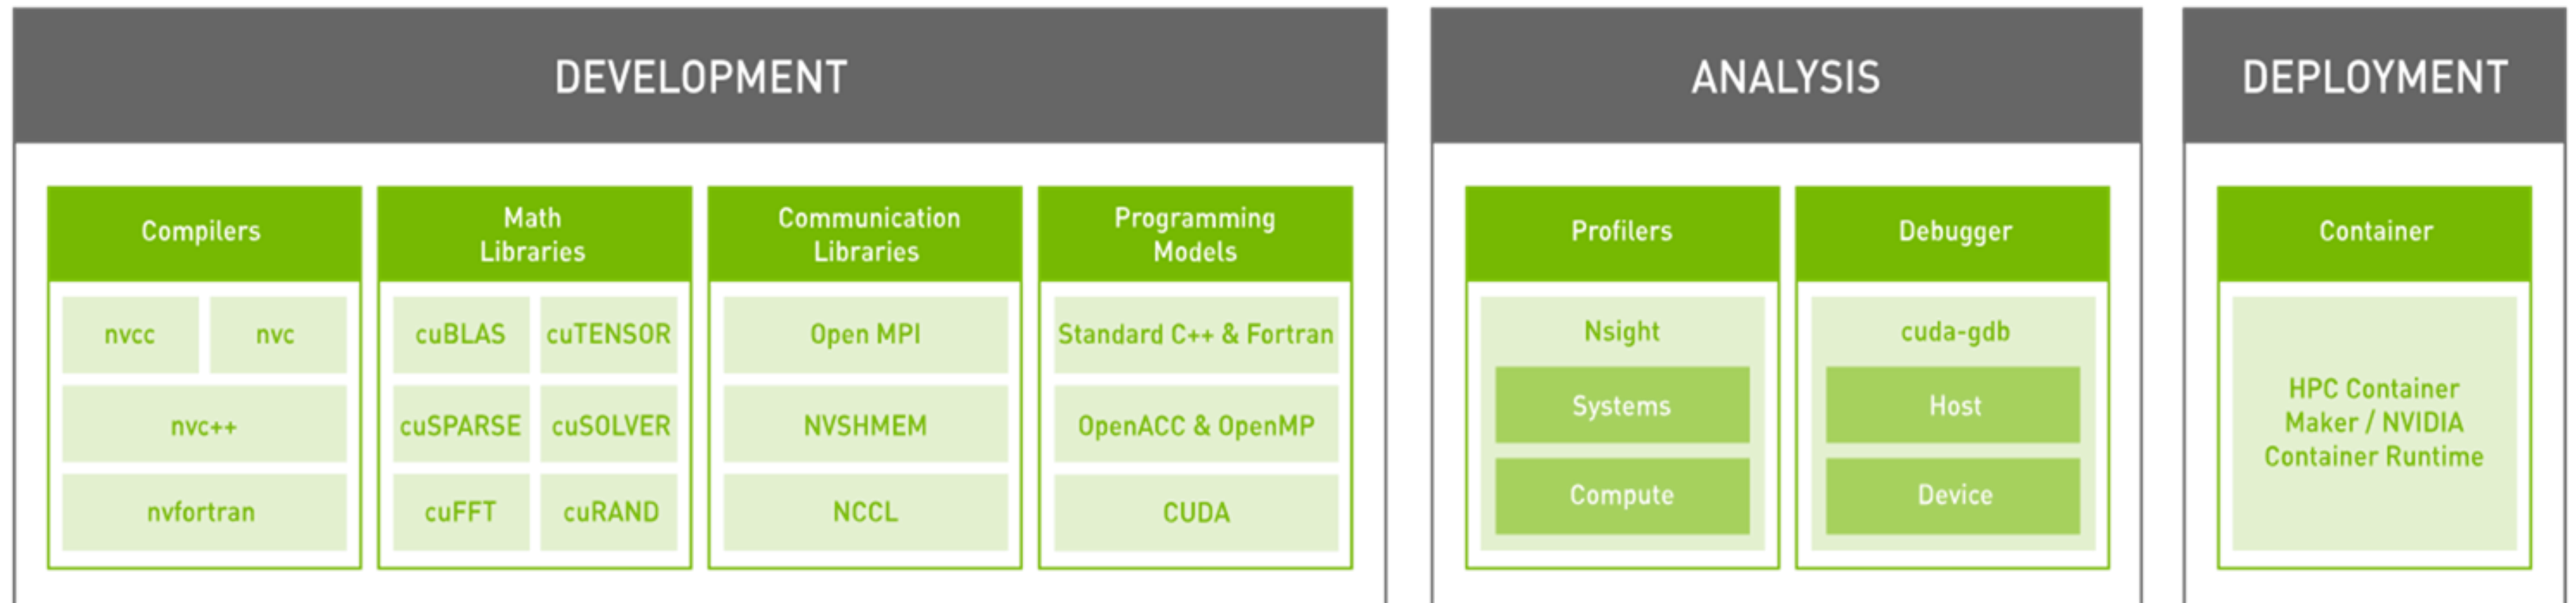 DEVELOPMENT
Compilers
nvcc
nvc
nvc++
nvfortran
Math
Libraries
cuBLAS
cuTENSOR
cuSPARSE
cuSOLVER
cuFFT
cuRAND
Communication
Libraries
Open MPI
NVSHMEM
NCCL
Programming
Models
Standard C++ & Fortran
OpenACC & OpenMP
CUDA
ANALYSIS
Profilers
Nsight
Systems
Compute
Debugger
cuda-gdb
Host
Device
DEPLOYMENT
Container
HPC Container
Maker / NVIDIA
Container Runtime